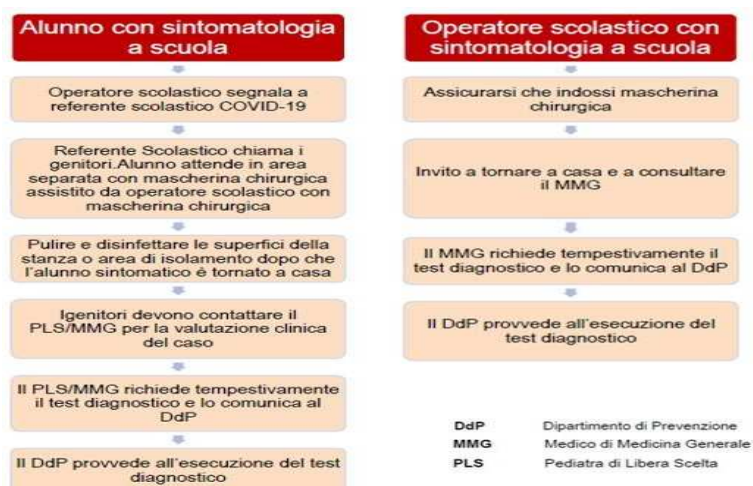 Alunno con sintomatologia
a scuola
Operatore scolastico segnala a
referente scolastico COVID-19
Referente Scolastico chiama i
genitori.Alunno attende in area
separata con mascherina chirurgica
assistito da operatore scolastico con
mascherina chirurgica
Pulire e disinfettare le superfici della
stanza o area di isolamento dopo che
l'alunno sintomatico è tornato a casa
Igenitori devono contattare il
PLS/MMG per la valutazione clinica
del caso
Il PLS/MMG richiede tempestivamente
il test diagnostico e lo comunica al
DdP
Il DdP provvede all'esecuzione del test
diagnostico
Operatore scolastico con
sintomatologia a scuola
Assicurarsi che indossi mascherina
chirurgica
Invito a tornare a casa e a consultare
il MMG
Il MMG richiede tempestivamente il
test diagnostico e lo comunica al DdP
Il DdP provvede all'esecuzione del
test diagnostico
DdP Dipartimento di Prevenzione
MMG Medico di Medicina Generale
PLS Pediatra di Libera Scelta